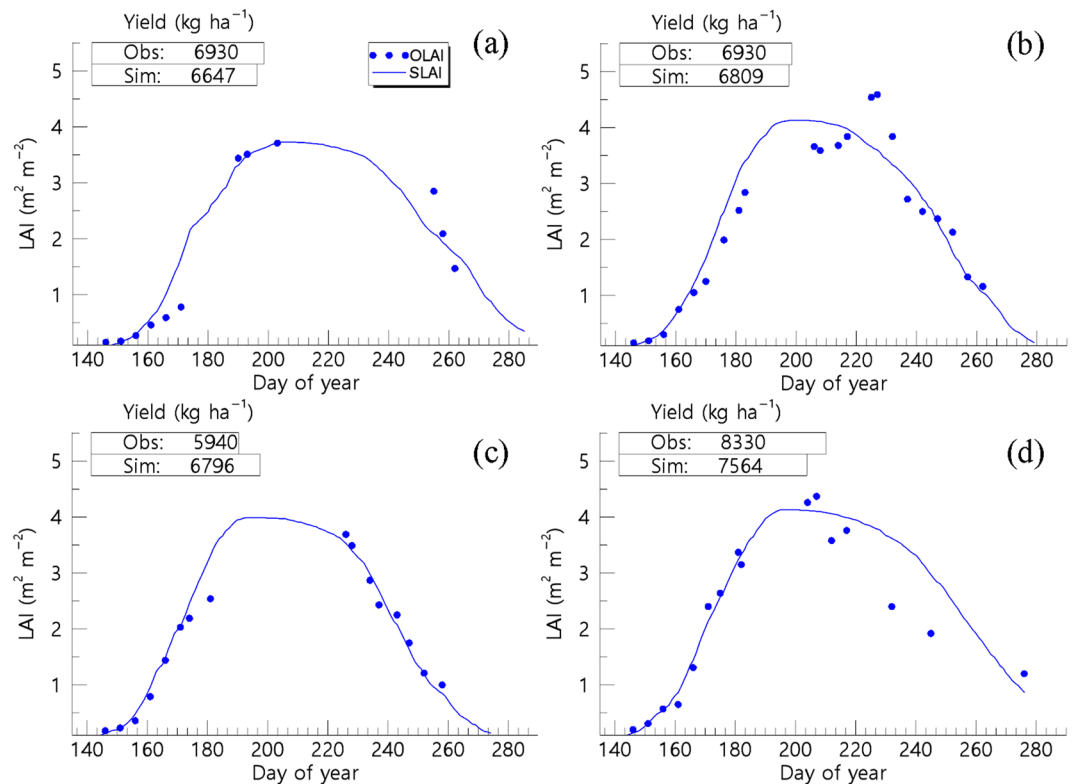 Yield (kg ha⁻¹)
Obs: 6930
Sim: 6647
OLAI
SLAI
(a)
5
4
3
2
1
LAI (m² m⁻²)
140 160 180 200 220 240 260 280
Day of year
Yield (kg ha⁻¹)
Obs: 6930
Sim: 6809
(b)
5
4
3
2
1
LAI (m² m⁻²)
140 160 180 200 220 240 260 280
Day of year
Yield (kg ha⁻¹)
Obs: 5940
Sim: 6796
(c)
5
4
3
2
1
LAI (m² m⁻²)
140 160 180 200 220 240 260 280
Day of year
Yield (kg ha⁻¹)
Obs: 8330
Sim: 7564
(d)
5
4
3
2
1
LAI (m² m⁻²)
140 160 180 200 220 240 260 280
Day of year